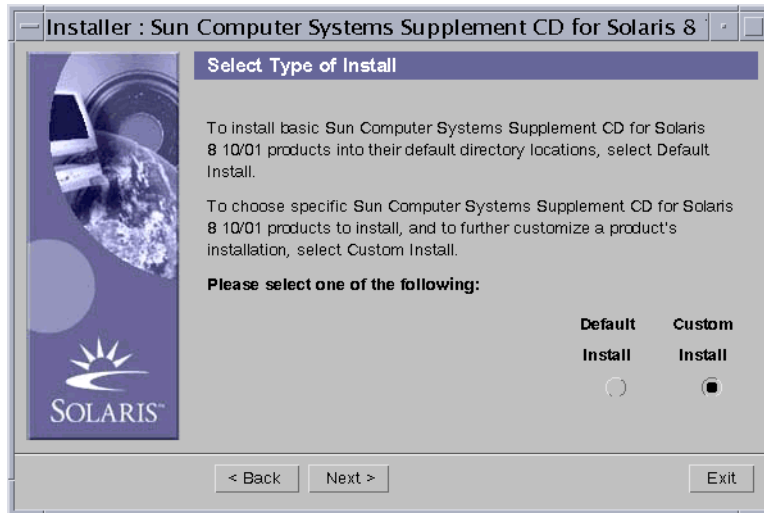 Installer : Sun Computer Systems Supplement CD for Solaris 8
Select Type of Install
To install basic Sun Computer Systems Supplement CD for Solaris
8 10/01 products into their default directory locations, select Default
Install.
To choose specific Sun Computer Systems Supplement CD for Solaris
8 10/01 products to install, and to further customize a product's
installation, select Custom Install.
Please select one of the following:
Default Custom
Install Install
SOLARIS™
< Back Next > Exit